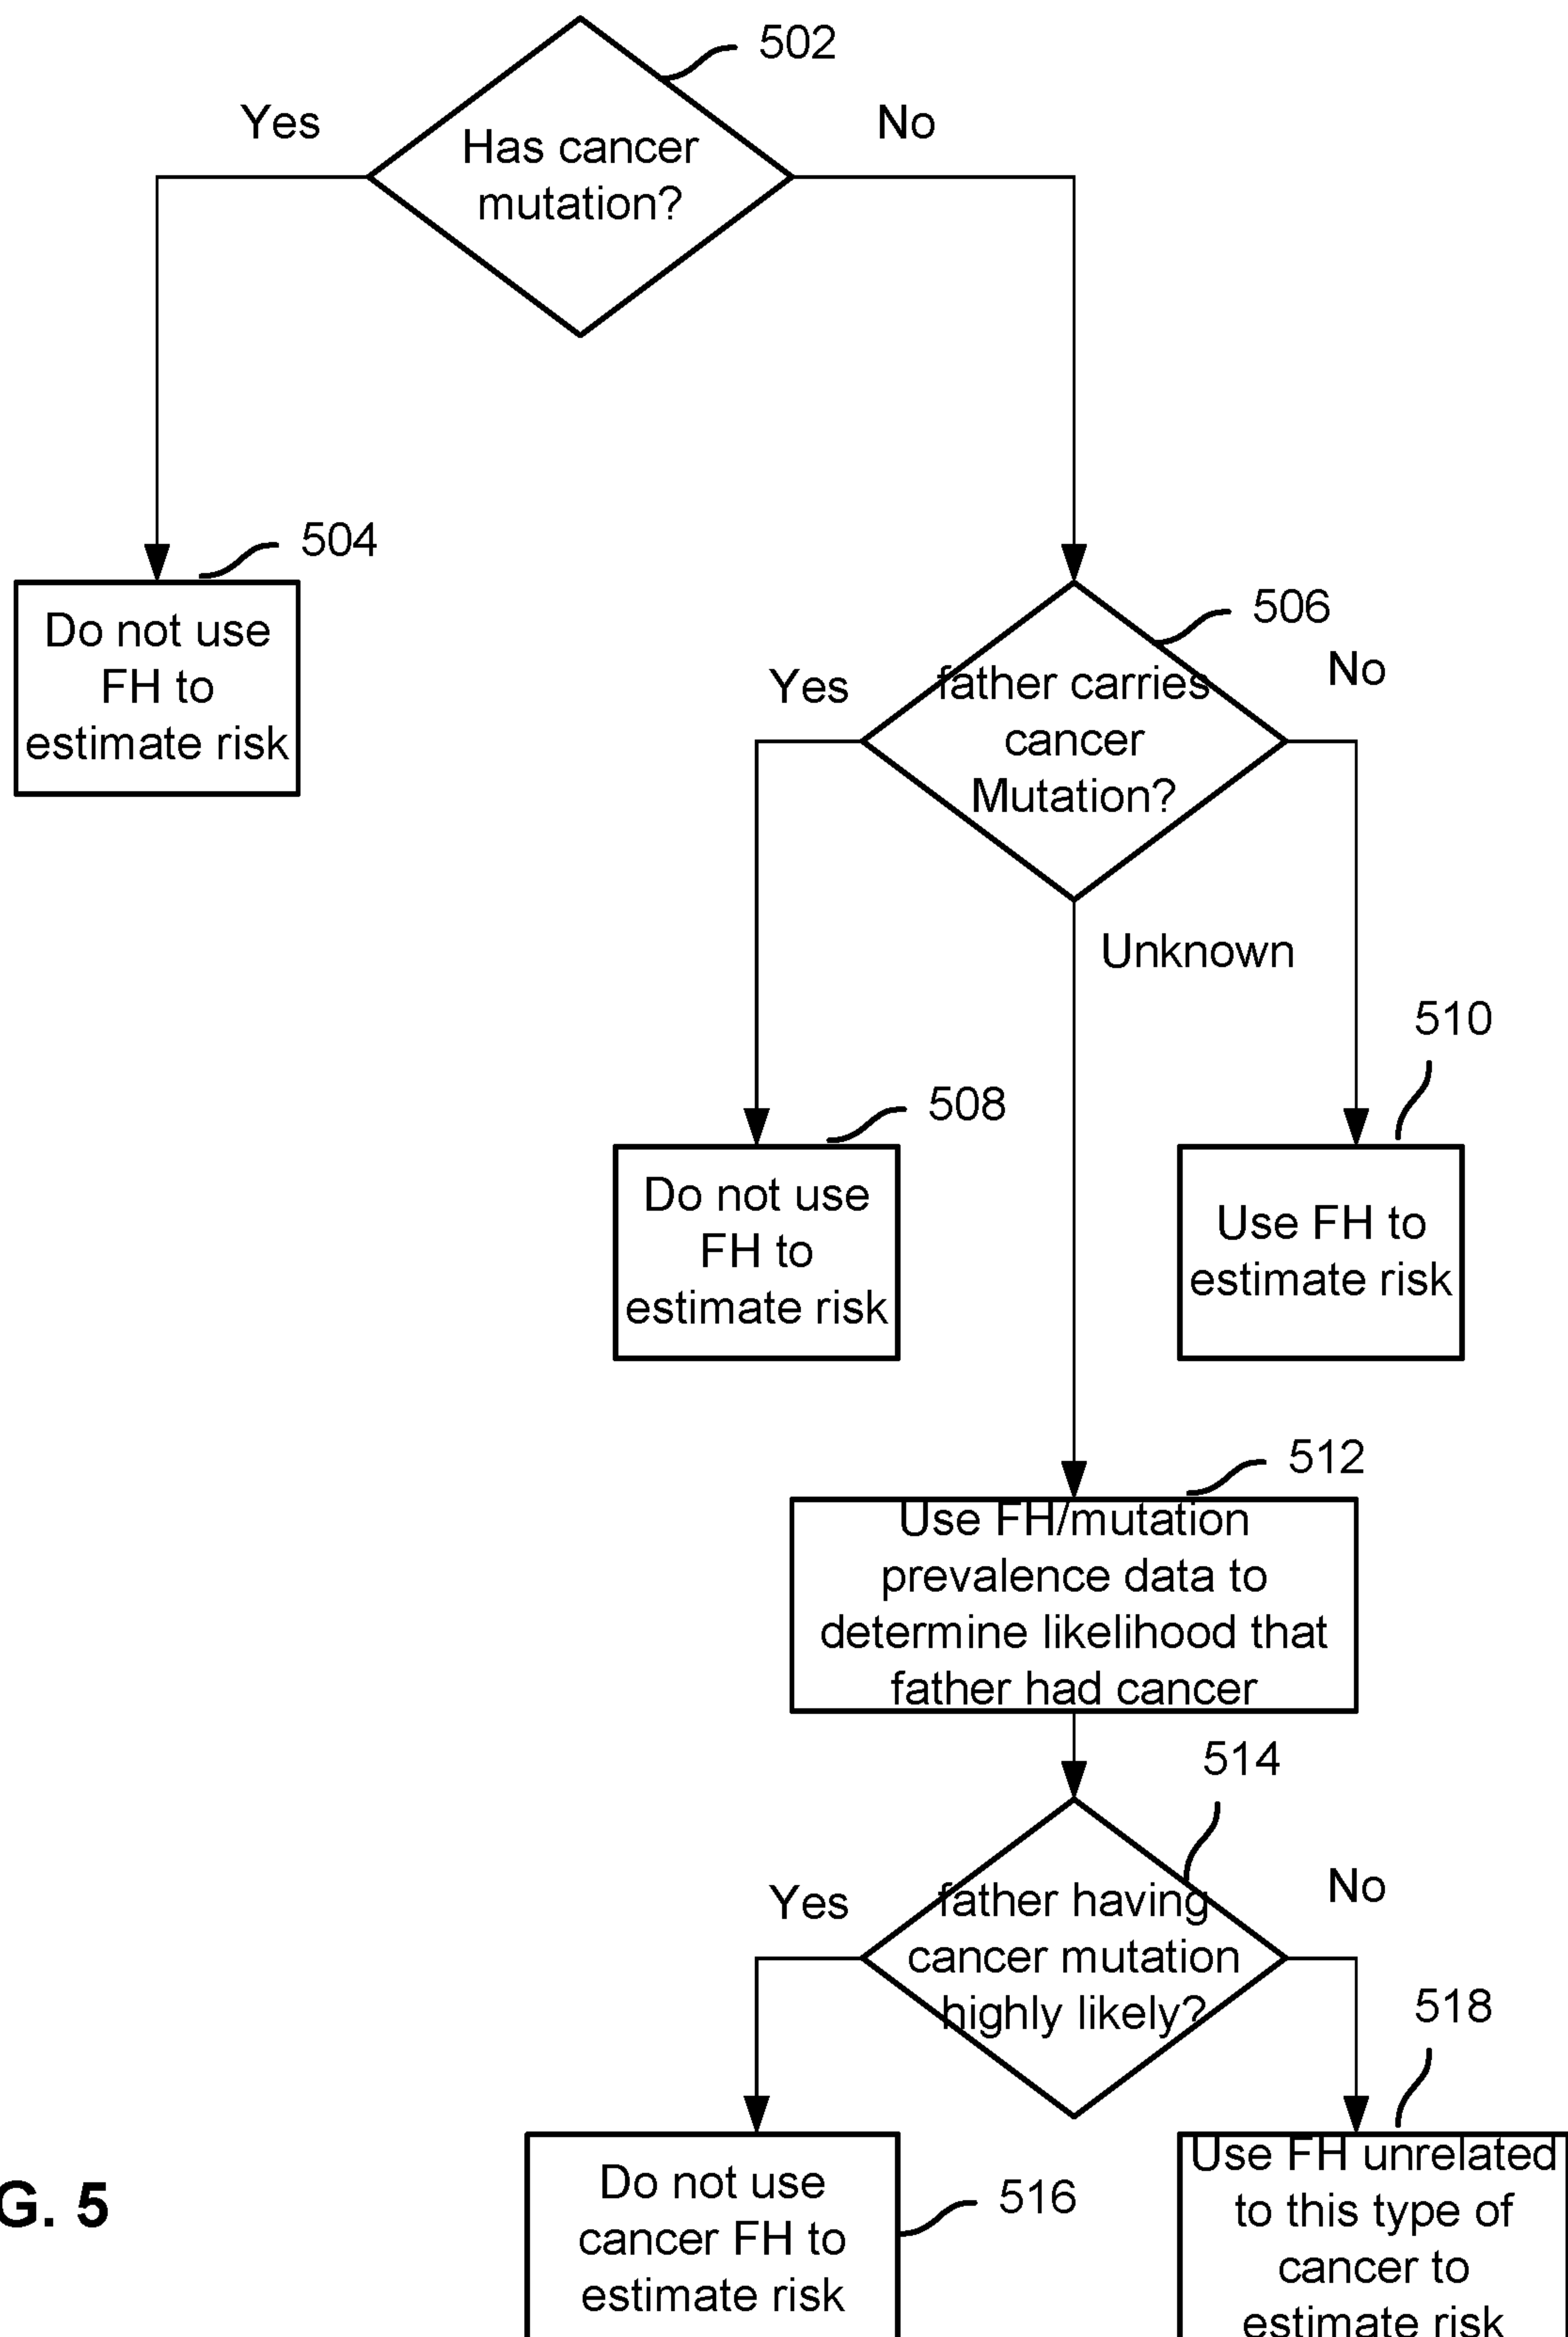 502
Yes
No
Has cancer
mutation?
504
Do not use
FH to
estimate risk
506
Yes
No
father carries
cancer
Mutation?
Unknown
510
508
Do not use
FH to
estimate risk
Use FH to
estimate risk
512
Use FH/mutation
prevalence data to
determine likelihood that
father had cancer
514
Yes
No
father having
cancer mutation
highly likely?
518
Do not use
cancer FH to
estimate risk
516
Use FH unrelated
to this type of
cancer to
estimate risk
G. 5